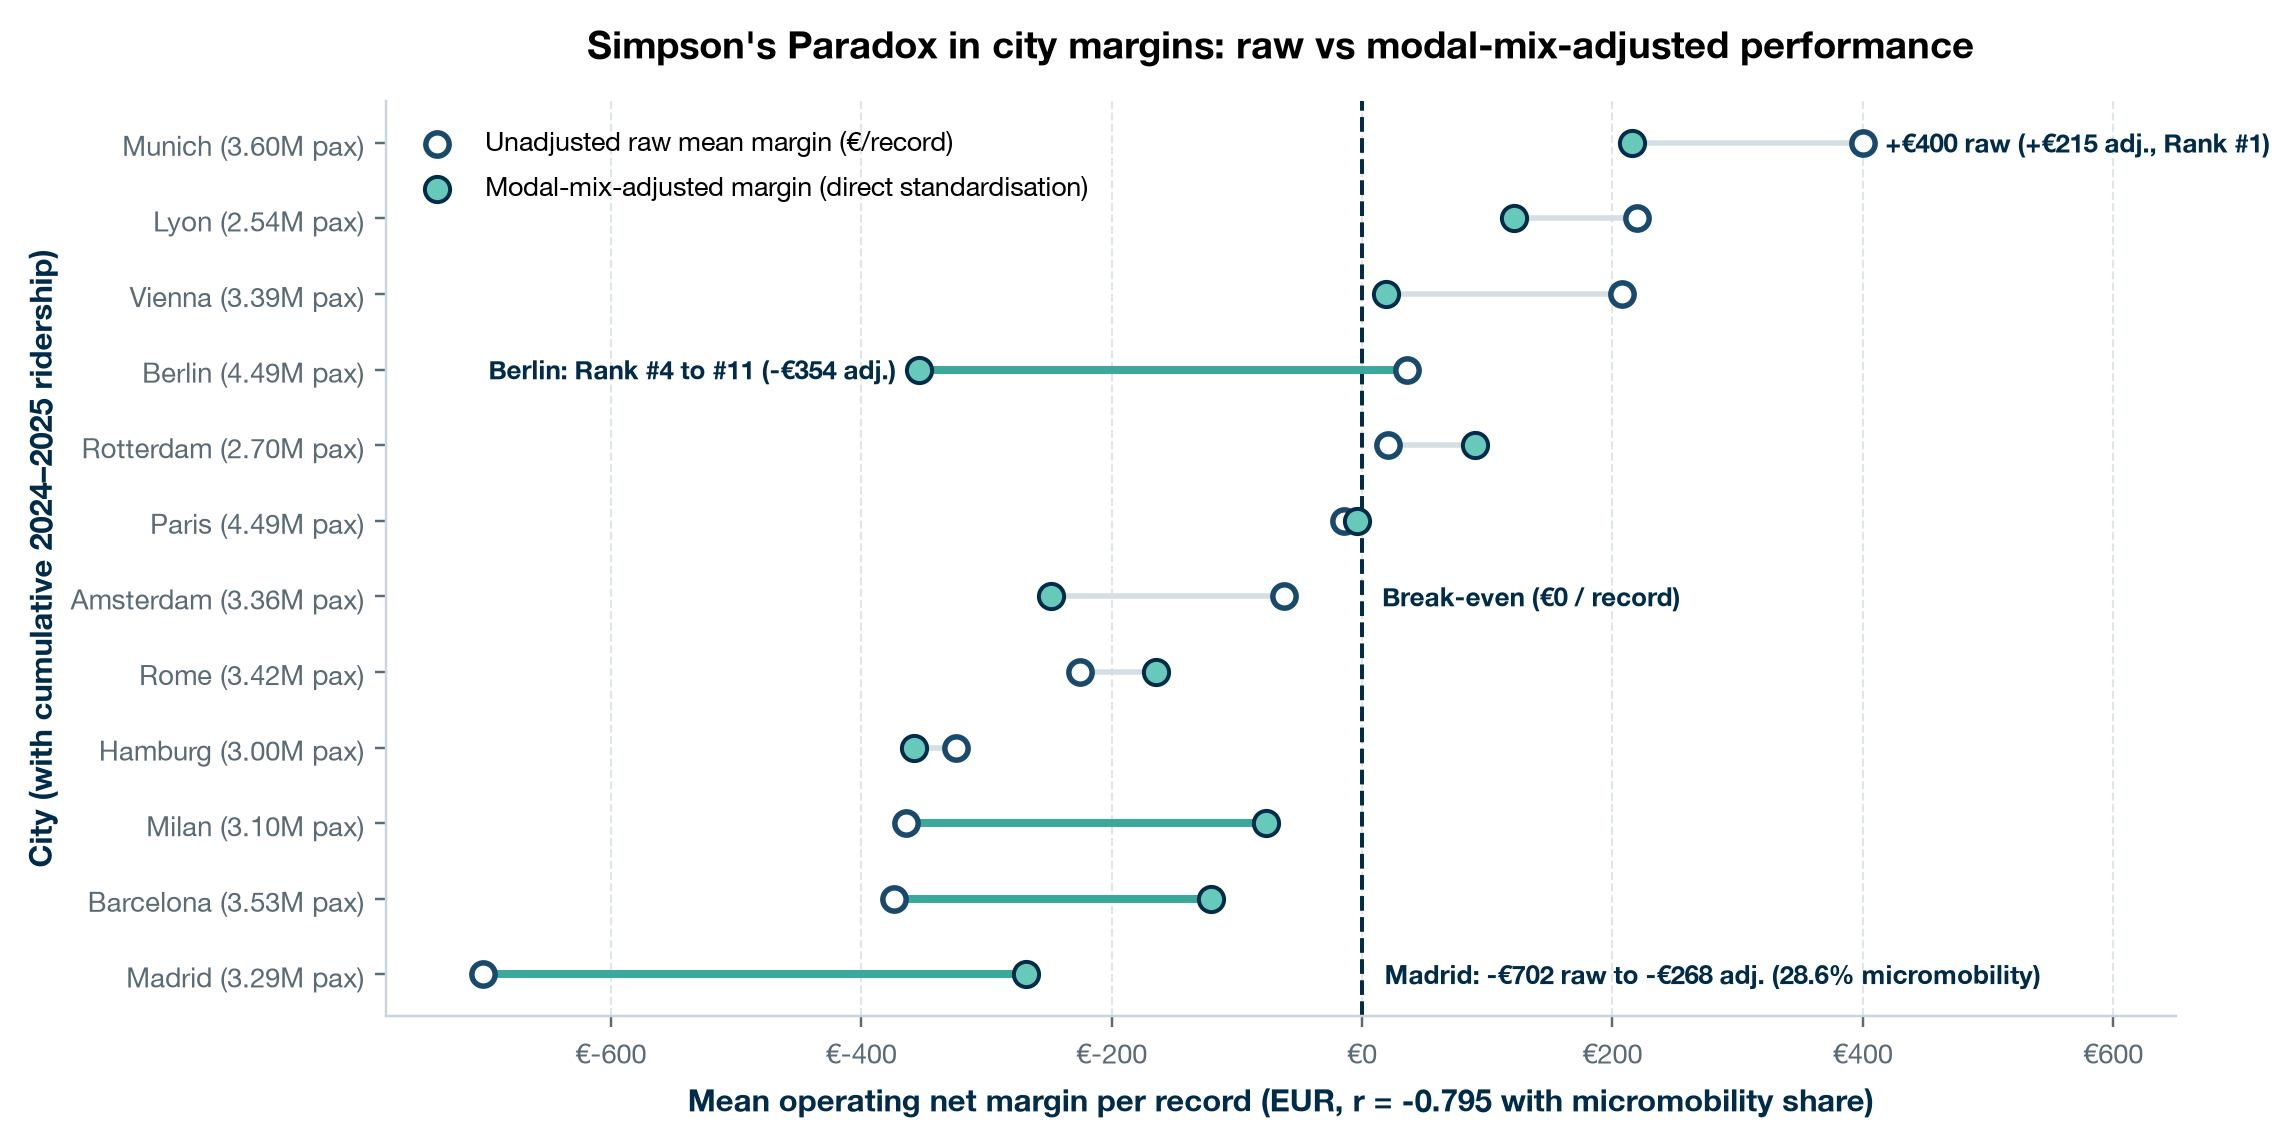 Simpson's Paradox in city margins: raw vs modal-mix-adjusted performance
Unadjusted raw mean margin (€/record)
Modal-mix-adjusted margin (direct standardisation)
City (with cumulative 2024–2025 ridership)
Munich (3.60M pax)
+€400 raw (+€215 adj., Rank #1)
Lyon (2.54M pax)
Vienna (3.39M pax)
Berlin (4.49M pax)
Berlin: Rank #4 to #11 (-€354 adj.)
Rotterdam (2.70M pax)
Paris (4.49M pax)
Amsterdam (3.36M pax)
Break-even (€0 / record)
Rome (3.42M pax)
Hamburg (3.00M pax)
Milan (3.10M pax)
Barcelona (3.53M pax)
Madrid (3.29M pax)
Madrid: -€702 raw to -€268 adj. (28.6% micromobility)
€-600 €-400 €-200 €0 €200 €400 €600
Mean operating net margin per record (EUR, r = -0.795 with micromobility share)